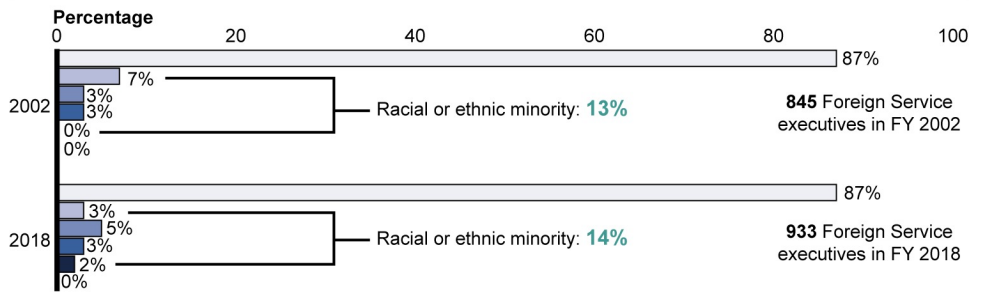 Percentage
0 20 40 60 80 100
87%
7%
3%
2002 3% Racial or ethnic minority: 13%
0%
0%
845 Foreign Service
executives in FY 2002
87%
3%
5%
2018 3% Racial or ethnic minority: 14%
2%
0%
933 Foreign Service
executives in FY 2018